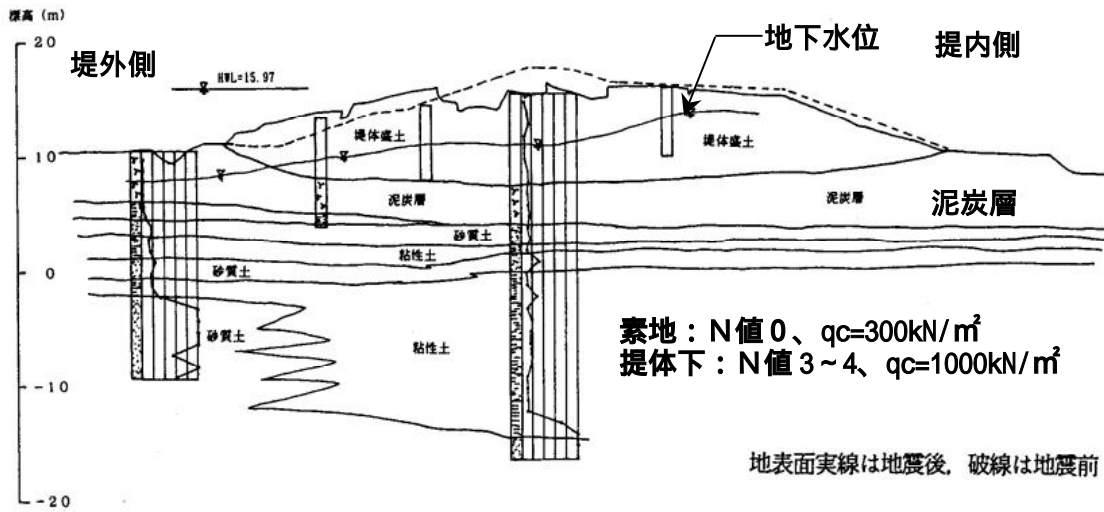 標高 (m)
20
堤外側
HWL=15.97
地下水位
提内側
堤体盛土
堤体盛土
10
泥炭層
泥炭層
泥炭層
砂質土
粘性土
砂質土
0
砂質土
粘性土
素地：N値0、qc=300kN/㎡
提体下：N値3~4、qc=1000kN/㎡
-10
地表面実線は地震後，破線は地震前
-20